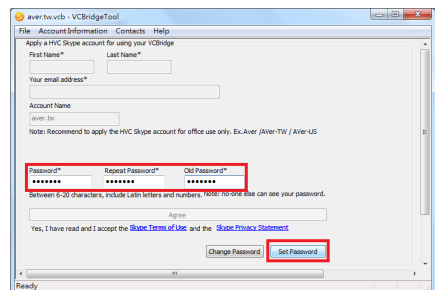 aver.tw.vcb - VCBridgeTool
File Account Information Contacts Help
Apply a HVC Skype account for using your VCBridge
First Name* Last Name*
Your email address*
Account Name
aver.tw
Note: Recommend to apply the HVC Skype account for office use only. Ex.Aver /AVer-TW / AVer-US
Password* Repeat Password* Old Password*
••••••• ••••••• •••••••
Between 6-20 characters, include Latin letters and numbers. Note: no-one else can see your password.
Agree
Yes, I have read and I accept the Skype Terms of Use and the Skype Privacy Statement
Change Password Set Password
Ready